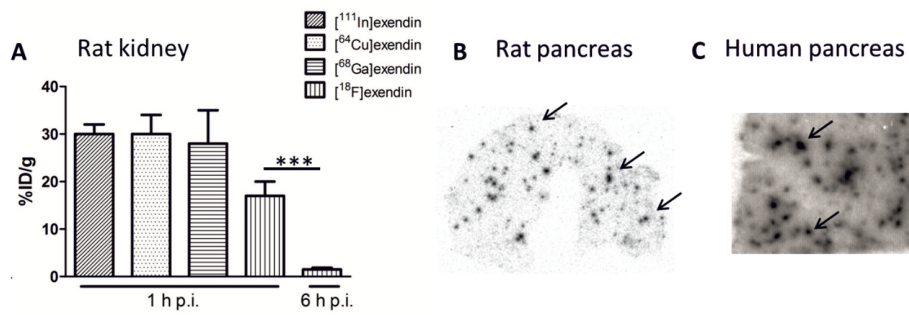 A Rat kidney
[¹¹¹In]exendin
[⁶⁴Cu]exendin
[⁶⁸Ga]exendin
[¹⁸F]exendin
%ID/g
40
30
20
10
0
***
1 h p.i.
6 h p.i.
B Rat pancreas
C Human pancreas